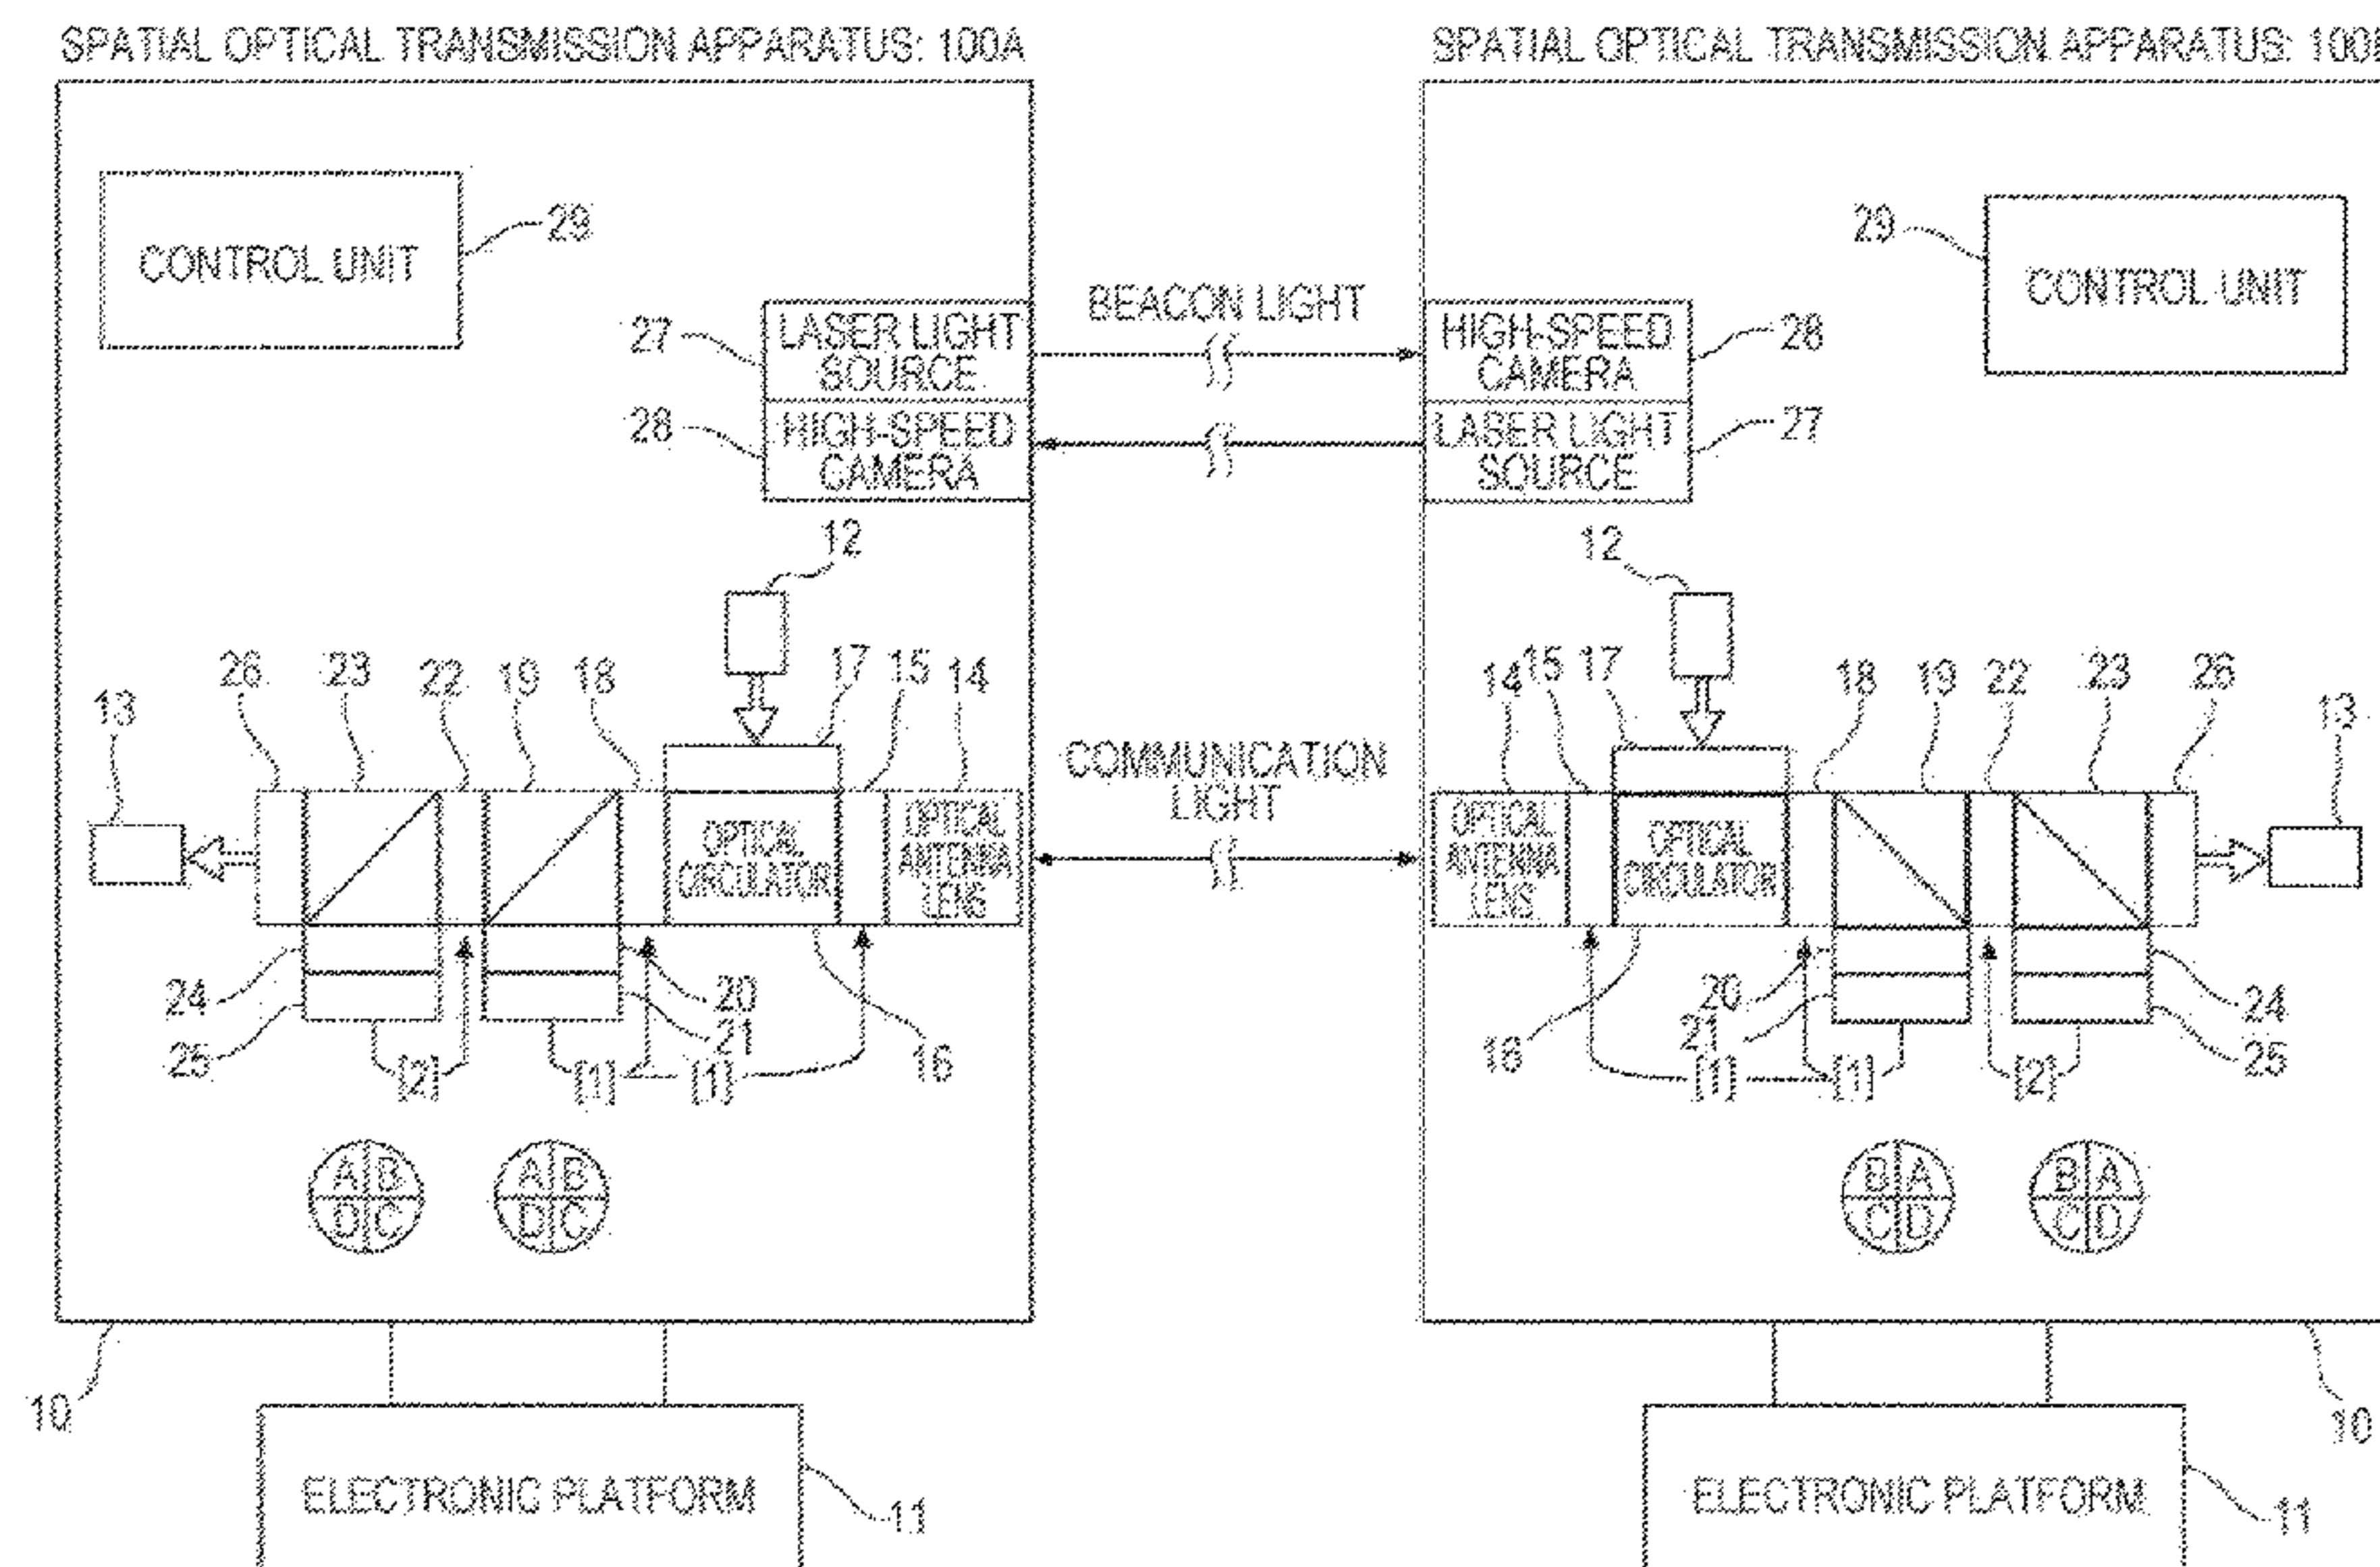 SPATIAL OPTICAL TRANSMISSION APPARATUS: 100A
CONTROL UNIT
29
27
LASER LIGHT
SOURCE
28
HIGH-SPEED
CAMERA
12
26
23
22
19
18
17
15
14
13
OPTICAL
CIRCULATOR
OPTICAL
ANTENNA
LENS
24
25
20
21
16
[2]
[1]
[1]
A B
D C
A B
D C
10
ELECTRONIC PLATFORM
11
BEACON LIGHT
COMMUNICATION
LIGHT
SPATIAL OPTICAL TRANSMISSION APPARATUS:
29
CONTROL UNIT
HIGH-SPEED
CAMERA
28
LASER LIGHT
SOURCE
27
12
14
15
17
18
19
22
23
26
13
OPTICAL
ANTENNA
LENS
OPTICAL
CIRCULATOR
20
21
24
25
16
[1]
[1]
[2]
B A
C D
B A
C D
10
ELECTRONIC PLATFORM
11